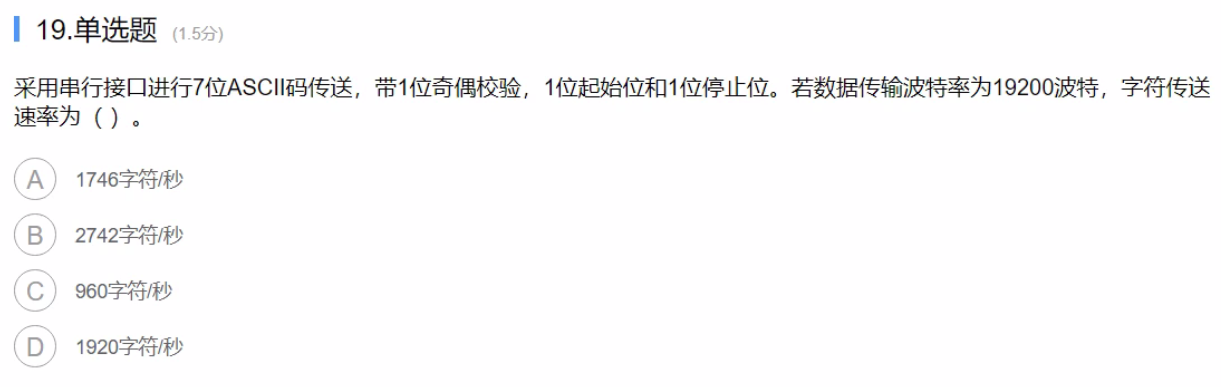 19.单选题 (1.5分)
采用串行接口进行7位ASCII码传送，带1位奇偶校验，1位起始位和1位停止位。若数据传输波特率为19200波特，字符传送
速率为（ ）。
A 1746字符/秒
B 2742字符/秒
C 960字符/秒
D 1920字符/秒